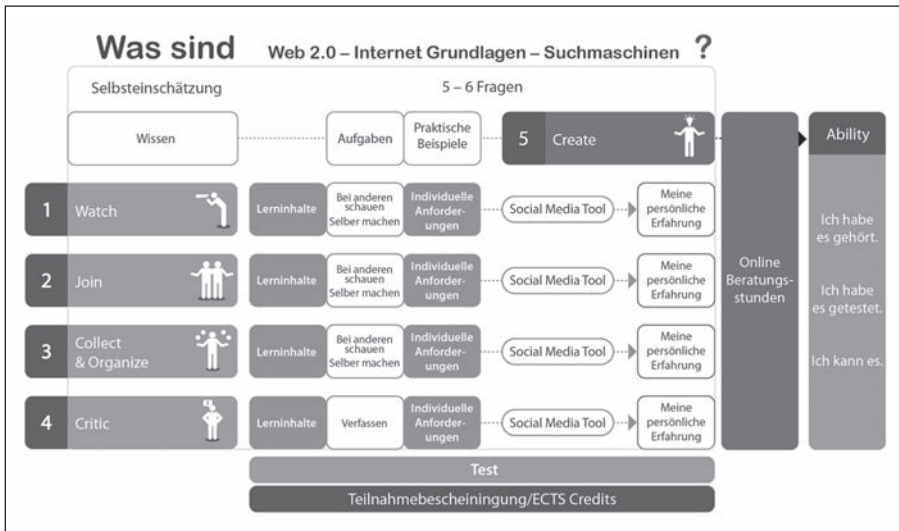 Was sind Web 2.0 – Internet Grundlagen – Suchmaschinen ?
Selbsteinschätzung
5 – 6 Fragen
Wissen
Aufgaben
Praktische
Beispiele
5 Create
Ability
1 Watch
Lerninhalte
Bei anderen
schauen
Selber machen
Individuelle
Anforder-
ungen
Social Media Tool
Meine
persönliche
Erfahrung
2 Join
Lerninhalte
Bei anderen
schauen
Selber machen
Individuelle
Anforder-
ungen
Social Media Tool
Meine
persönliche
Erfahrung
3 Collect
& Organize
Lerninhalte
Bei anderen
schauen
Selber machen
Individuelle
Anforder-
ungen
Social Media Tool
Meine
persönliche
Erfahrung
4 Critic
Lerninhalte
Verfassen
Individuelle
Anforder-
ungen
Social Media Tool
Meine
persönliche
Erfahrung
Online
Beratungs-
stunden
Ich habe
es gehört.
Ich habe
es getestet.
Ich kann es.
Test
Teilnahmebescheiningung/ECTS Credits